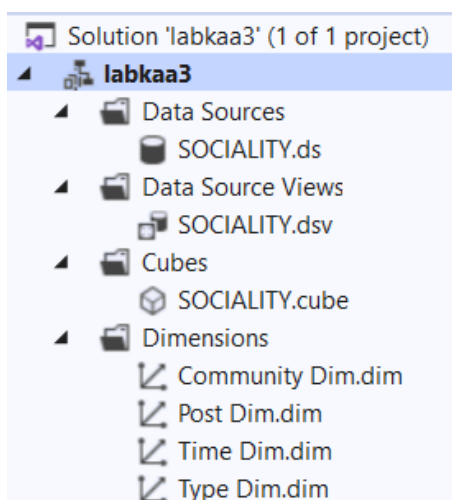 Solution 'labkaa3' (1 of 1 project)
labkaa3
Data Sources
SOCIALITY.ds
Data Source Views
SOCIALITY.dsv
Cubes
SOCIALITY.cube
Dimensions
Community Dim.dim
Post Dim.dim
Time Dim.dim
Type Dim.dim